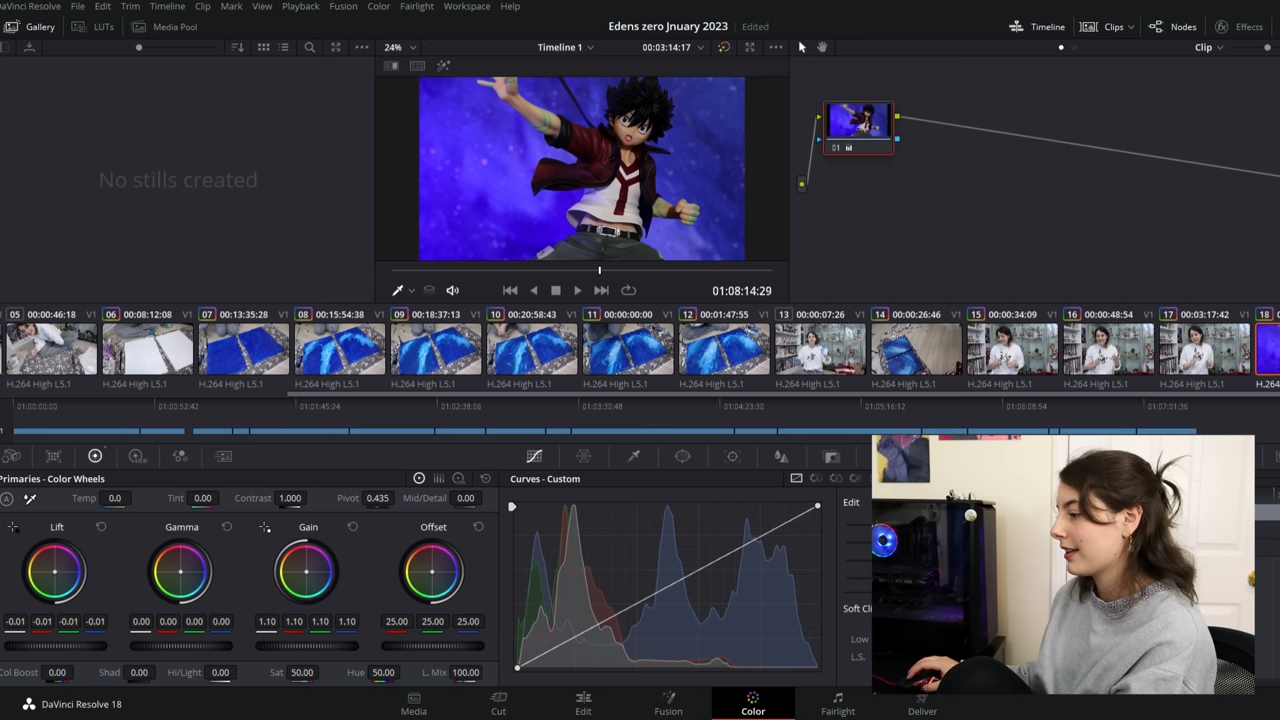 DaVinci Resolve File Edit Trim Timeline Clip Mark View Playback Fusion Color Fairlight Workspace Help
Gallery LUTs Media Pool Edens zero Jnuary 2023 Edited Timeline Clips Nodes Effects
24% Timeline 1 00:03:14:17 Clip
No stills created
01
01:08:14:29
05 00:00:46:18 V1 06 00:08:12:08 V1 07 00:13:35:28 V1 08 00:15:54:38 V1 09 00:18:37:13 V1 10 00:20:58:43 V1 11 00:00:00:00 V1 12 00:01:47:55 V1 13 00:00:07:26 V1 14 00:00:26:46 V1 15 00:00:34:09 V1 16 00:00:48:54 V1 17 00:03:17:42 V1 18 0
H.264 High L5.1 H.264 High L5.1 H.264 High L5.1 H.264 High L5.1 H.264 High L5.1 H.264 High L5.1 H.264 High L5.1 H.264 High L5.1 H.264 High L5.1 H.264 High L5.1 H.264 High L5.1 H.264 High L5.1 H.264 High L5.1 H.264
01:00:00:00 01:00:52:42 01:01:45:24 01:02:38:06 01:03:30:48 01:04:23:30 01:05:16:12 01:06:08:54 01:07:01:36
1
HDR
Primaries - Color Wheels Curves - Custom
A Temp 0.0 Tint 0.00 Contrast 1.000 Pivot 0.435 Mid/Detail 0.00 Edit
Lift Gamma Gain Offset
-0.01 -0.01 -0.01 -0.01 0.00 0.00 0.00 0.00 1.10 1.10 1.10 1.10 25.00 25.00 25.00
Soft Cli
Low
L.S.
Col Boost 0.00 Shad 0.00 Hi/Light 0.00 Sat 50.00 Hue 50.00 L. Mix 100.00
DaVinci Resolve 18 Media Cut Edit Fusion Color Fairlight Deliver